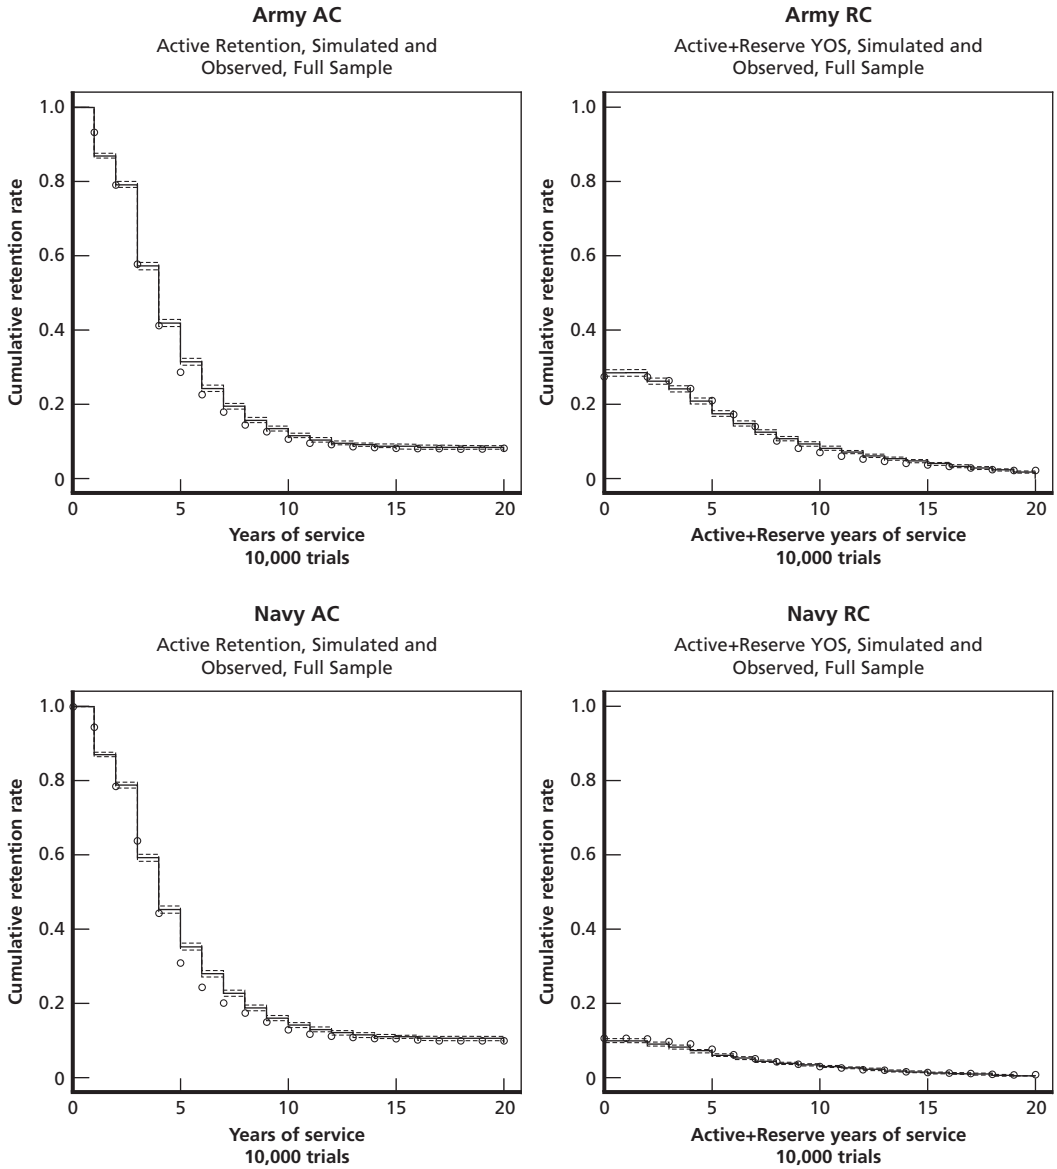 Army AC
Active Retention, Simulated and
Observed, Full Sample
Cumulative retention rate
1.0
0.8
0.6
0.4
0.2
0
0 5 10 15 20
Years of service
10,000 trials
Army RC
Active+Reserve YOS, Simulated and
Observed, Full Sample
Cumulative retention rate
1.0
0.8
0.6
0.4
0.2
0
0 5 10 15 20
Active+Reserve years of service
10,000 trials
Navy AC
Active Retention, Simulated and
Observed, Full Sample
Cumulative retention rate
1.0
0.8
0.6
0.4
0.2
0
0 5 10 15 20
Years of service
10,000 trials
Navy RC
Active+Reserve YOS, Simulated and
Observed, Full Sample
Cumulative retention rate
1.0
0.8
0.6
0.4
0.2
0
0 5 10 15 20
Active+Reserve years of service
10,000 trials